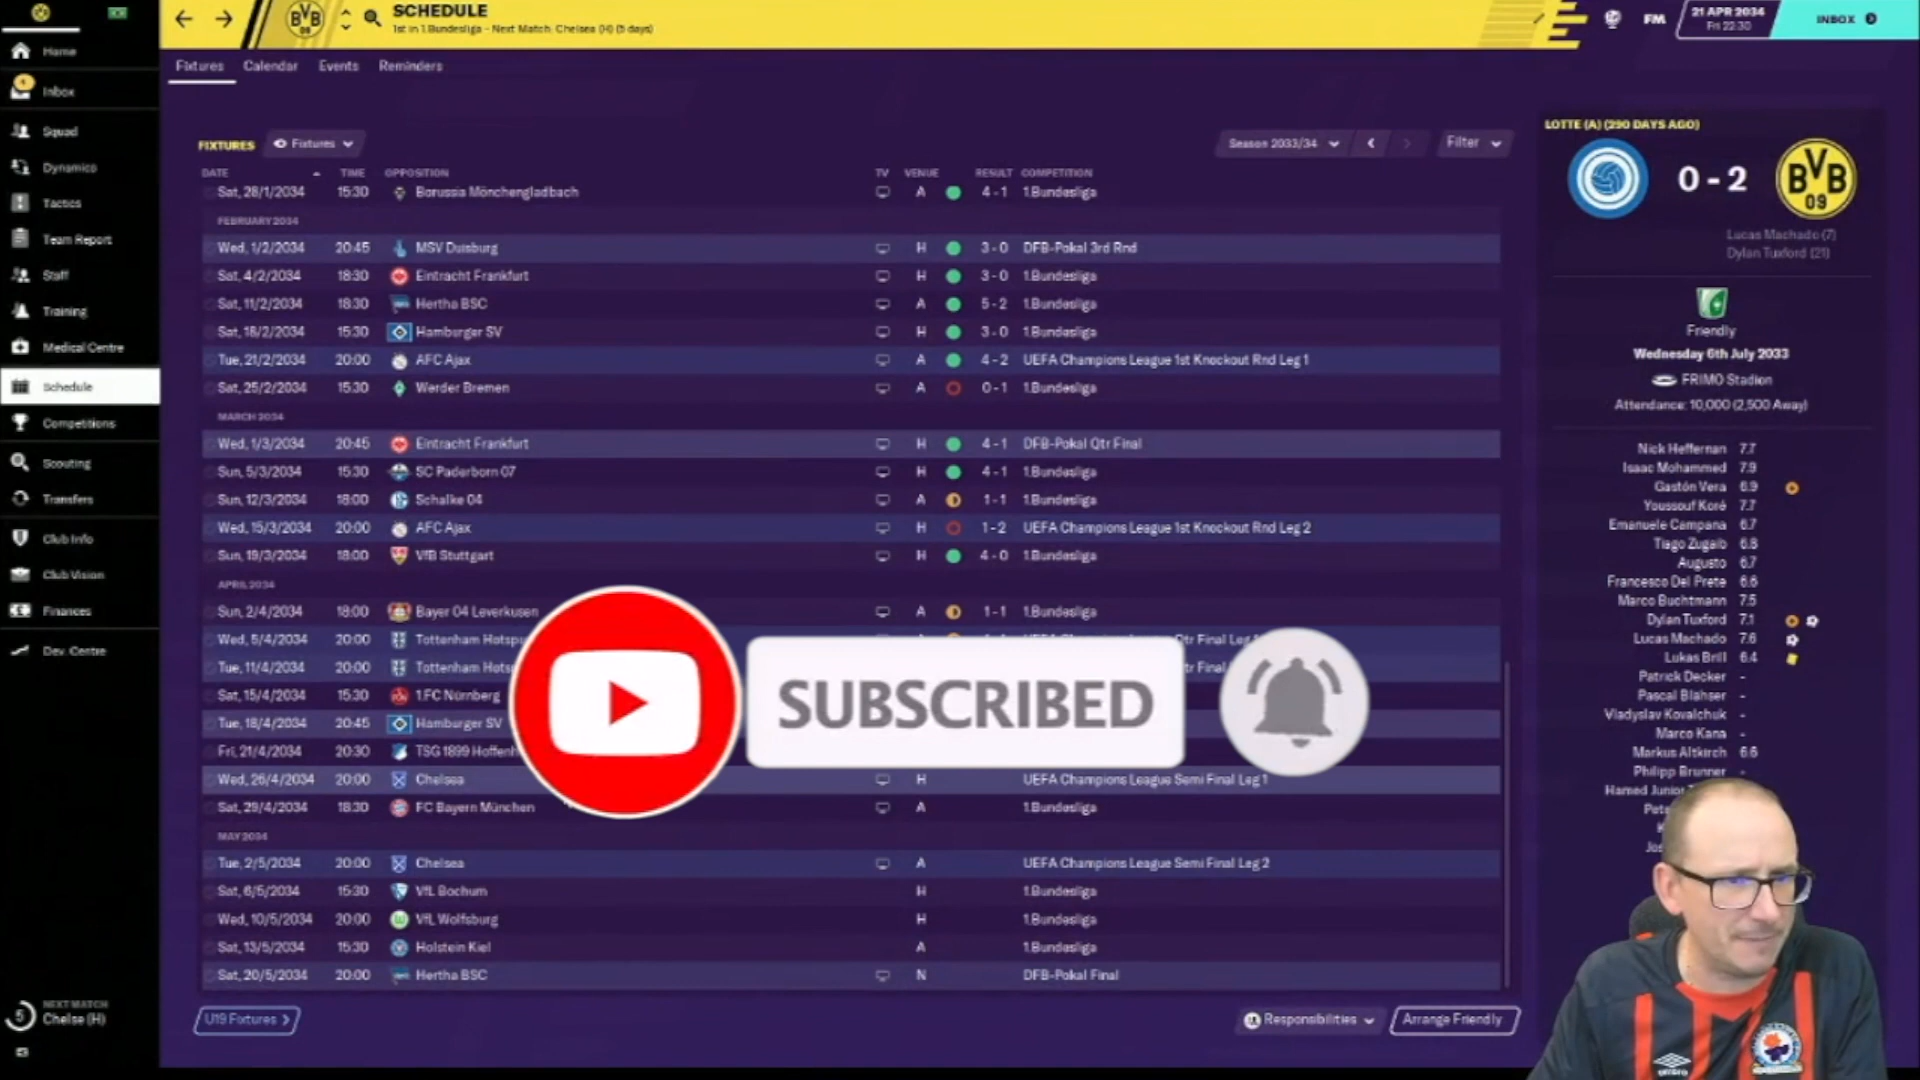 SCHEDULE
1st in 1.Bundesliga - Next Match: Chelsea (H) (5 days)
FM
21 APR 2034
Fri 22:30
INBOX
Home
Inbox
Squad
Dynamics
Tactics
Team Report
Staff
Training
Medical Centre
Schedule
Competitions
Scouting
Transfers
Club Info
Club Vision
Finances
Dev. Centre
5
NEXT MATCH
Chelse (H)
Fixtures Calendar Events Reminders
FIXTURES Fixtures Season 2033/34 Filter
DATE TIME OPPOSITION TV VENUE RESULT COMPETITION
Sat, 28/1/2034 15:30 Borussia Mönchengladbach A 4-1 1.Bundesliga
FEBRUARY 2034
Wed, 1/2/2034 20:45 MSV Duisburg H 3-0 DFB-Pokal 3rd Rnd
Sat, 4/2/2034 18:30 Eintracht Frankfurt H 3-0 1.Bundesliga
Sat, 11/2/2034 18:30 Hertha BSC A 5-2 1.Bundesliga
Sat, 18/2/2034 15:30 Hamburger SV H 3-0 1.Bundesliga
Tue, 21/2/2034 20:00 AFC Ajax A 4-2 UEFA Champions League 1st Knockout Rnd Leg 1
Sat, 25/2/2034 15:30 Werder Bremen A 0-1 1.Bundesliga
MARCH 2034
Wed, 1/3/2034 20:45 Eintracht Frankfurt H 4-1 DFB-Pokal Qtr Final
Sun, 5/3/2034 15:30 SC Paderborn 07 H 4-1 1.Bundesliga
Sun, 12/3/2034 18:00 Schalke 04 A 1-1 1.Bundesliga
Wed, 15/3/2034 20:00 AFC Ajax H 1-2 UEFA Champions League 1st Knockout Rnd Leg 2
Sun, 19/3/2034 18:00 VfB Stuttgart H 4-0 1.Bundesliga
APRIL 2034
Sun, 2/4/2034 18:00 Bayer 04 Leverkusen A 1-1 1.Bundesliga
Wed, 5/4/2034 20:00 Tottenham Hotspu Qtr Final Leg
Tue, 11/4/2034 20:00 Tottenham Hots tr Final
Sat, 15/4/2034 15:30 1.FC Nürnberg
Tue, 18/4/2034 20:45 Hamburger SV
Fri, 21/4/2034 20:30 TSG 1899 Hoffenh
Wed, 26/4/2034 20:00 Chelsea H UEFA Champions League Semi Final Leg 1
Sat, 29/4/2034 18:30 FC Bayern München A 1.Bundesliga
MAY 2034
Tue, 2/5/2034 20:00 Chelsea A UEFA Champions League Semi Final Leg 2
Sat, 6/5/2034 15:30 VfL Bochum H 1.Bundesliga
Wed, 10/5/2034 20:00 VfL Wolfsburg H 1.Bundesliga
Sat, 13/5/2034 15:30 Holstein Kiel A 1.Bundesliga
Sat, 20/5/2034 20:00 Hertha BSC N DFB-Pokal Final
SUBSCRIBED
U19 Fixtures
Responsibilities Arrange Friendly
LOTTE (A) (290 DAYS AGO)
0 - 2
BVB 09
Lucas Machado (7)
Dylan Tuxford (21)
Friendly
Wednesday 6th July 2033
FRIMO Stadion
Attendance: 10,000 (2,500 Away)
Nick Heffernan 7.7
Isaac Mohammed 7.9
Gastón Vera 6.9
Youssouf Koré 7.7
Emanuele Campana 6.7
Tiago Zugaib 6.8
Augusto 6.7
Francesco Del Prete 6.6
Marco Buchtmann 7.5
Dylan Tuxford 7.1
Lucas Machado 7.6
Lukas Brill 6.4
Patrick Decker -
Pascal Blahser -
Vladyslav Kovalchuk -
Marco Kana -
Markus Altkirch 6.6
Philipp Brunner -
Hamed Junior
Pete
umbro